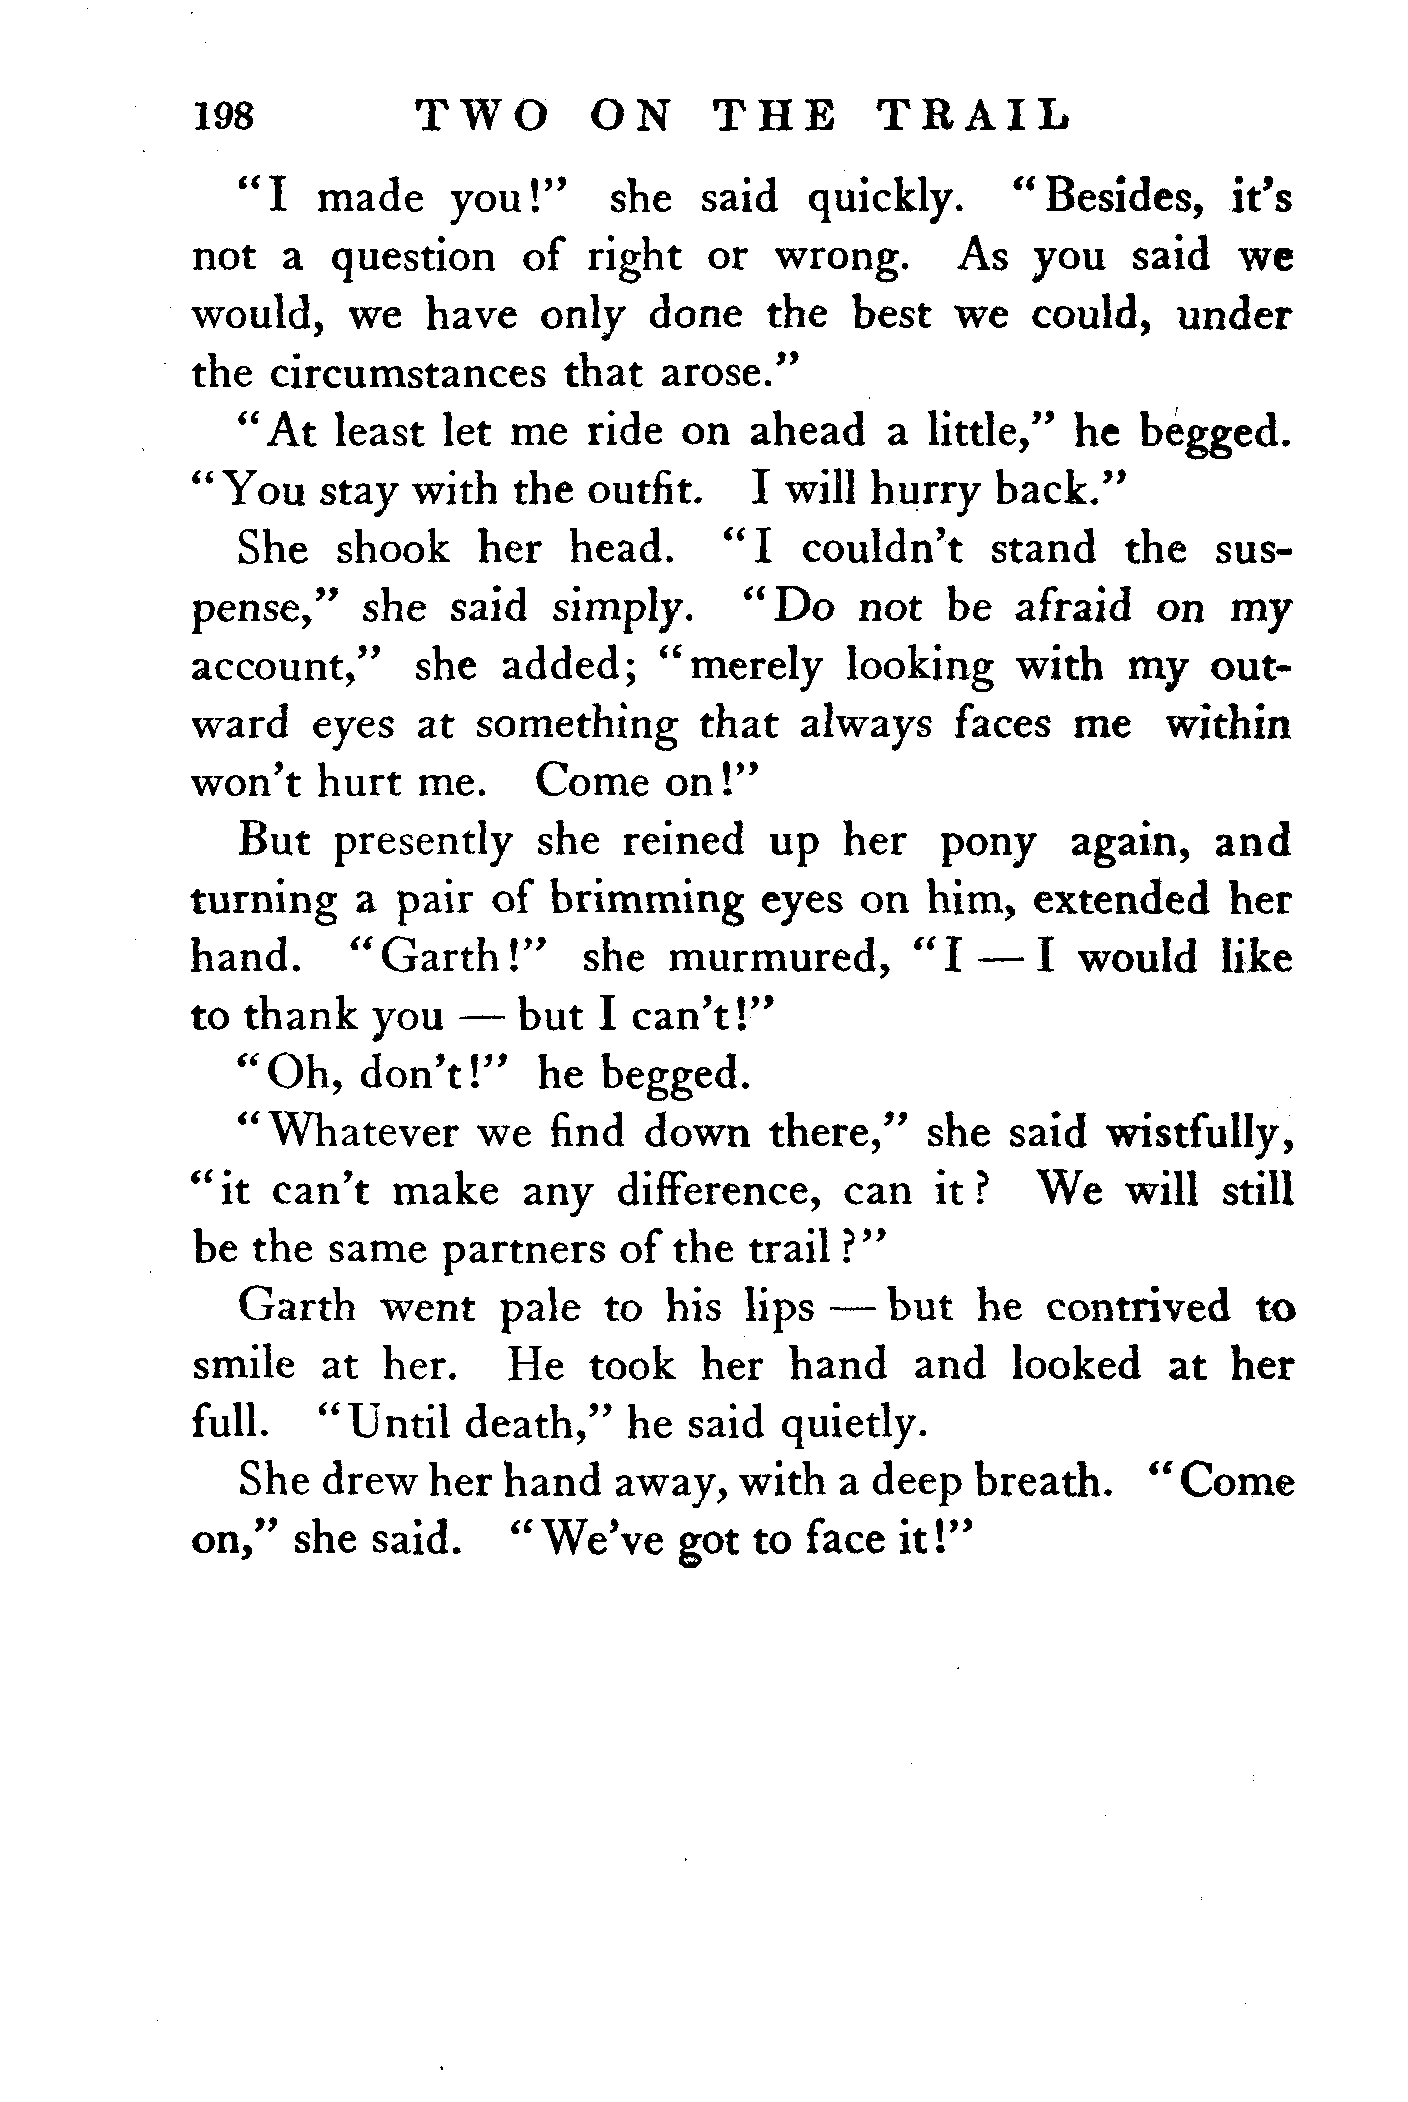 198 TWO ON THE TRAIL
“I made you!” she said quickly. “Besides, it’s
not a question of right or wrong. As you said we
would, we have only done the best we could, under
the circumstances that arose.”
“At least let me ride on ahead a little,” he begged.
“You stay with the outfit. I will hurry back.”
She shook her head. “I couldn’t stand the sus-
pense,” she said simply. “Do not be afraid on my
account,” she added; “merely looking with my out-
ward eyes at something that always faces me within
won’t hurt me. Come on!”
But presently she reined up her pony again, and
turning a pair of brimming eyes on him, extended her
hand. “Garth!” she murmured, “I — I would like
to thank you — but I can’t!”
“Oh, don’t!” he begged.
“Whatever we find down there,” she said wistfully,
“it can’t make any difference, can it? We will still
be the same partners of the trail?”
Garth went pale to his lips — but he contrived to
smile at her. He took her hand and looked at her
full. “Until death,” he said quietly.
She drew her hand away, with a deep breath. “Come
on,” she said. “We’ve got to face it!”